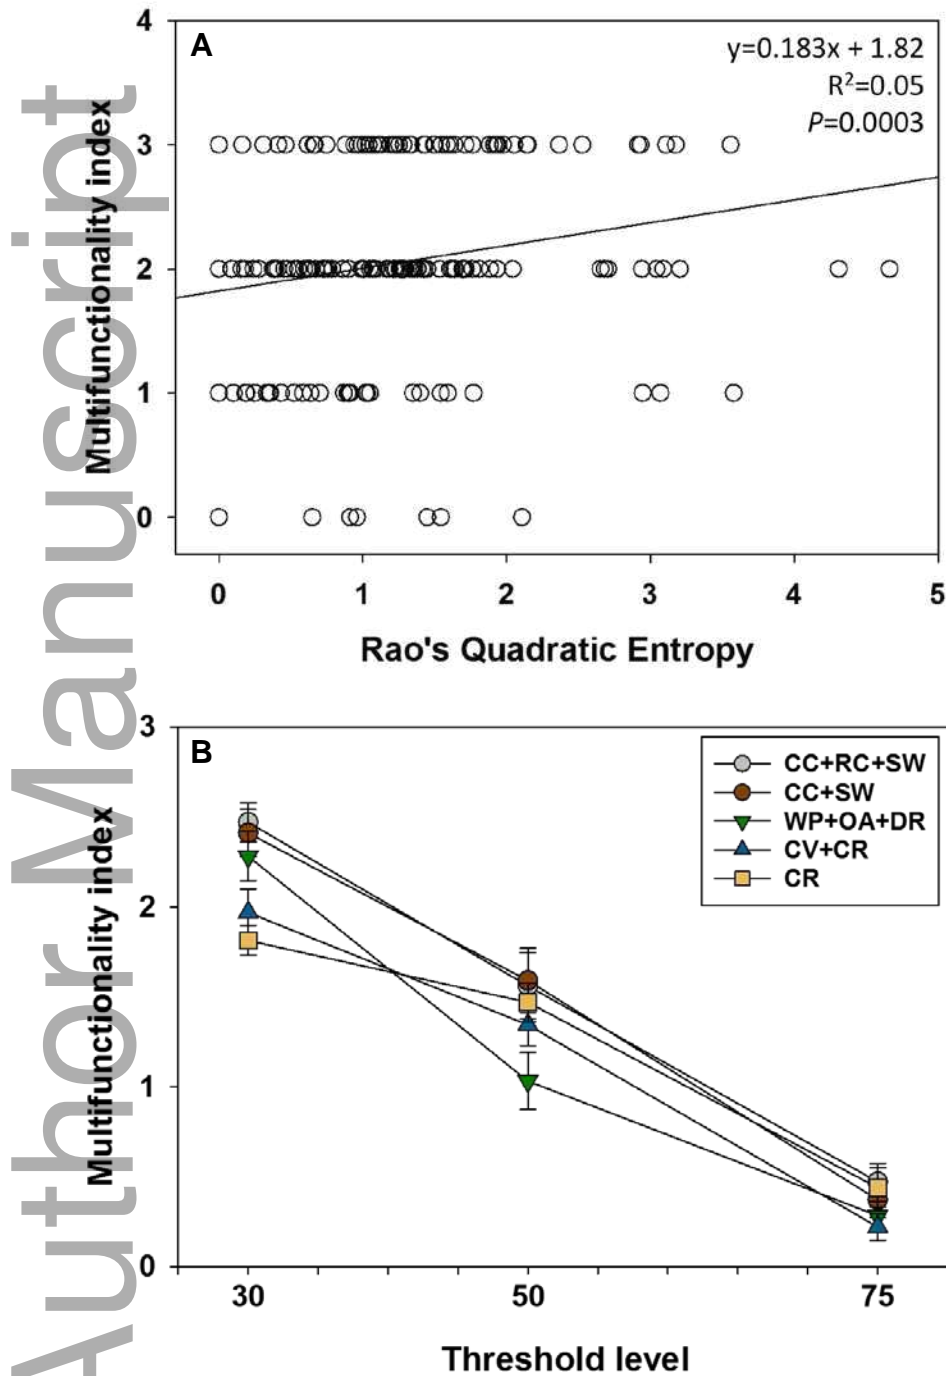 Author Manuscript
A
y=0.183x + 1.82
R²=0.05
P=0.0003
Multifunctionality index
4
3
2
1
0
0 1 2 3 4 5
Rao's Quadratic Entropy
B
CC+RC+SW
CC+SW
WP+OA+DR
CV+CR
CR
Multifunctionality index
3
2
1
0
30 50 75
Threshold level